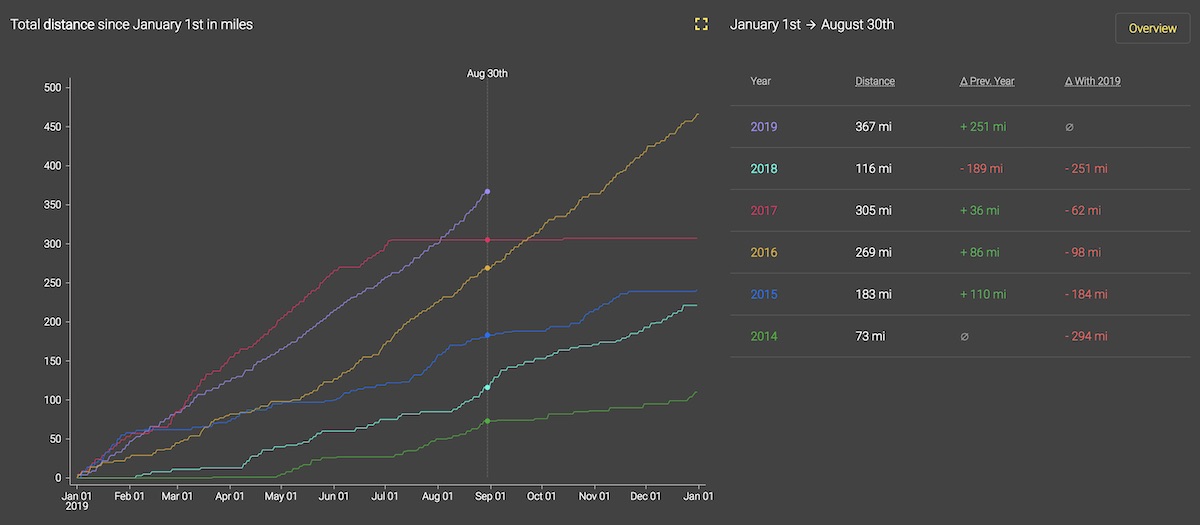 Total distance since January 1st in miles
Aug 30th
500
450
400
350
300
250
200
150
100
50
0
Jan 01 Feb 01 Mar 01 Apr 01 May 01 Jun 01 Jul 01 Aug 01 Sep 01 Oct 01 Nov 01 Dec 01 Jan 01
2019
January 1st → August 30th
Overview
Year Distance Δ Prev. Year Δ With 2019
2019 367 mi + 251 mi ∅
2018 116 mi - 189 mi - 251 mi
2017 305 mi + 36 mi - 62 mi
2016 269 mi + 86 mi - 98 mi
2015 183 mi + 110 mi - 184 mi
2014 73 mi ∅ - 294 mi